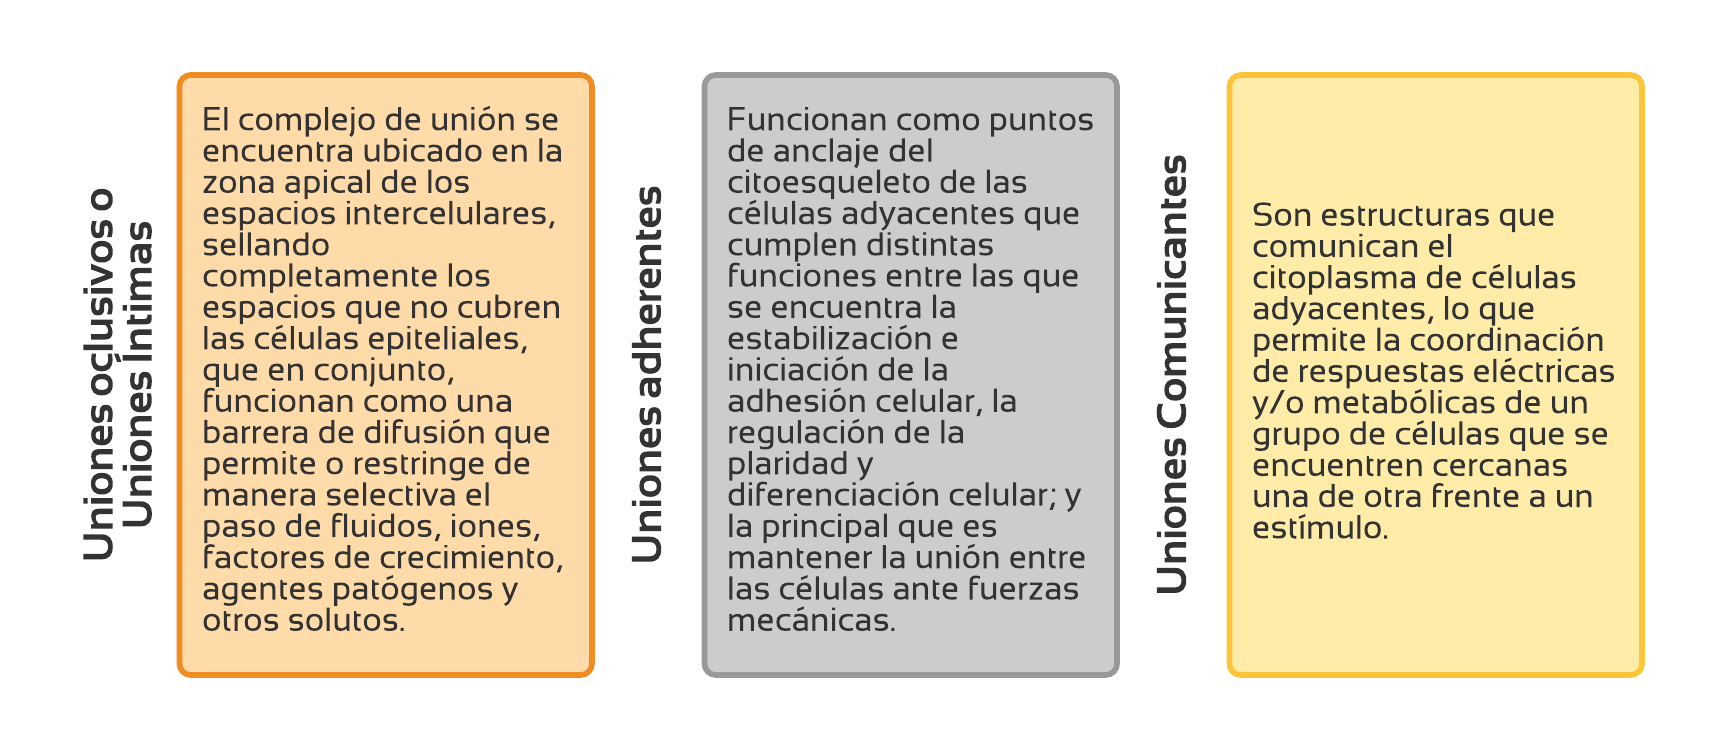 Uniones oclusivos o
Uniones Íntimas
El complejo de unión se
encuentra ubicado en la
zona apical de los
espacios intercelulares,
sellando
completamente los
espacios que no cubren
las células epiteliales,
que en conjunto,
funcionan como una
barrera de difusión que
permite o restringe de
manera selectiva el
paso de fluidos, iones,
factores de crecimiento,
agentes patógenos y
otros solutos.
Uniones adherentes
Funcionan como puntos
de anclaje del
citoesqueleto de las
células adyacentes que
cumplen distintas
funciones entre las que
se encuentra la
estabilización e
iniciación de la
adhesión celular, la
regulación de la
plaridad y
diferenciación celular; y
la principal que es
mantener la unión entre
las células ante fuerzas
mecánicas.
Uniones Comunicantes
Son estructuras que
comunican el
citoplasma de células
adyacentes, lo que
permite la coordinación
de respuestas eléctricas
y/o metabólicas de un
grupo de células que se
encuentren cercanas
una de otra frente a un
estímulo.